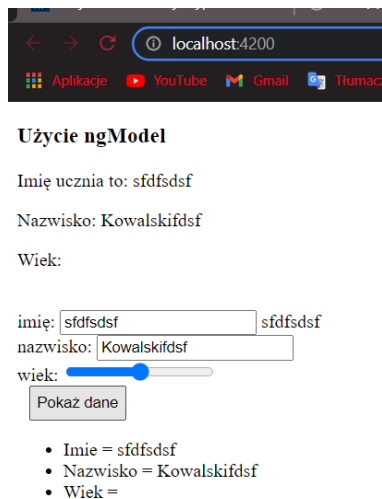 localhost:4200
Aplikacje YouTube Gmail Tłumacz
Użycie ngModel
Imię ucznia to: sfdfsdsf
Nazwisko: Kowalskifdsf
Wiek:
imię: sfdfsdsf sfdfsdsf
nazwisko: Kowalskifdsf
wiek:
Pokaż dane
Imie = sfdfsdsf
Nazwisko = Kowalskifdsf
Wiek =